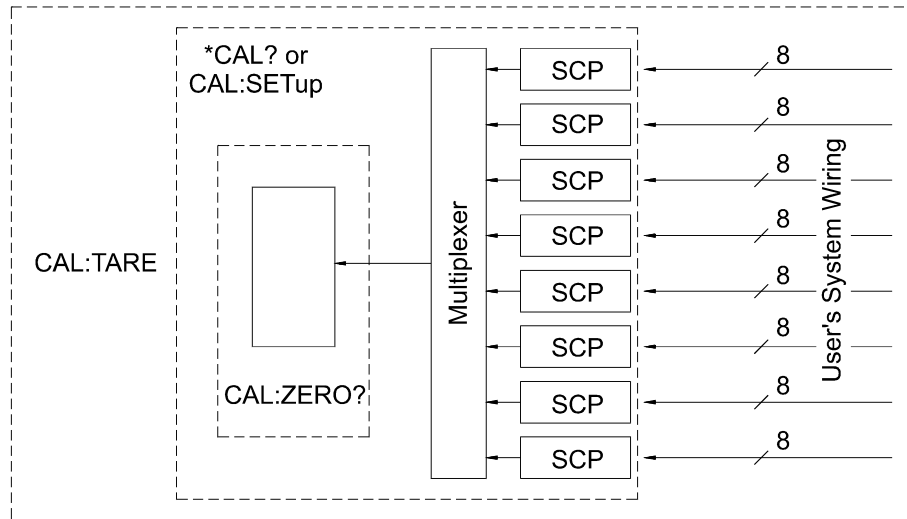 *CAL? or
CAL:SETup
CAL:TARE
CAL:ZERO?
Multiplexer
SCP
SCP
SCP
SCP
SCP
SCP
SCP
SCP
8
8
8
8
8
8
8
8
User's System Wiring